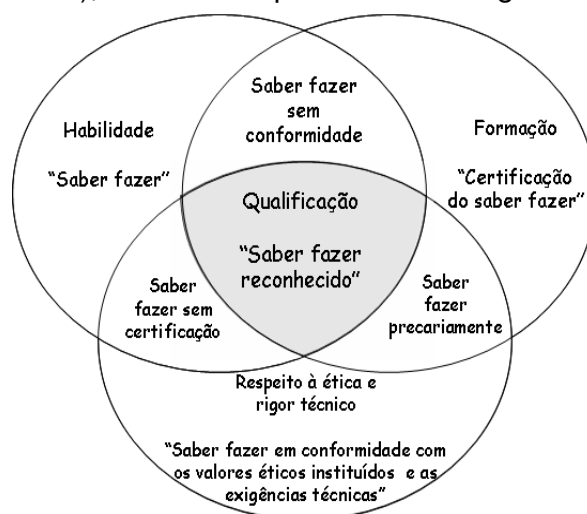 Saber fazer
sem
conformidade
Habilidade
"Saber fazer"
Formação
"Certificação
do saber fazer"
Qualificação
"Saber fazer
reconhecido"
Saber
fazer sem
certificação
Saber
fazer
precariamente
Respeito à ética e
rigor técnico
"Saber fazer em conformidade com
os valores éticos instituídos e as
exigências técnicas"